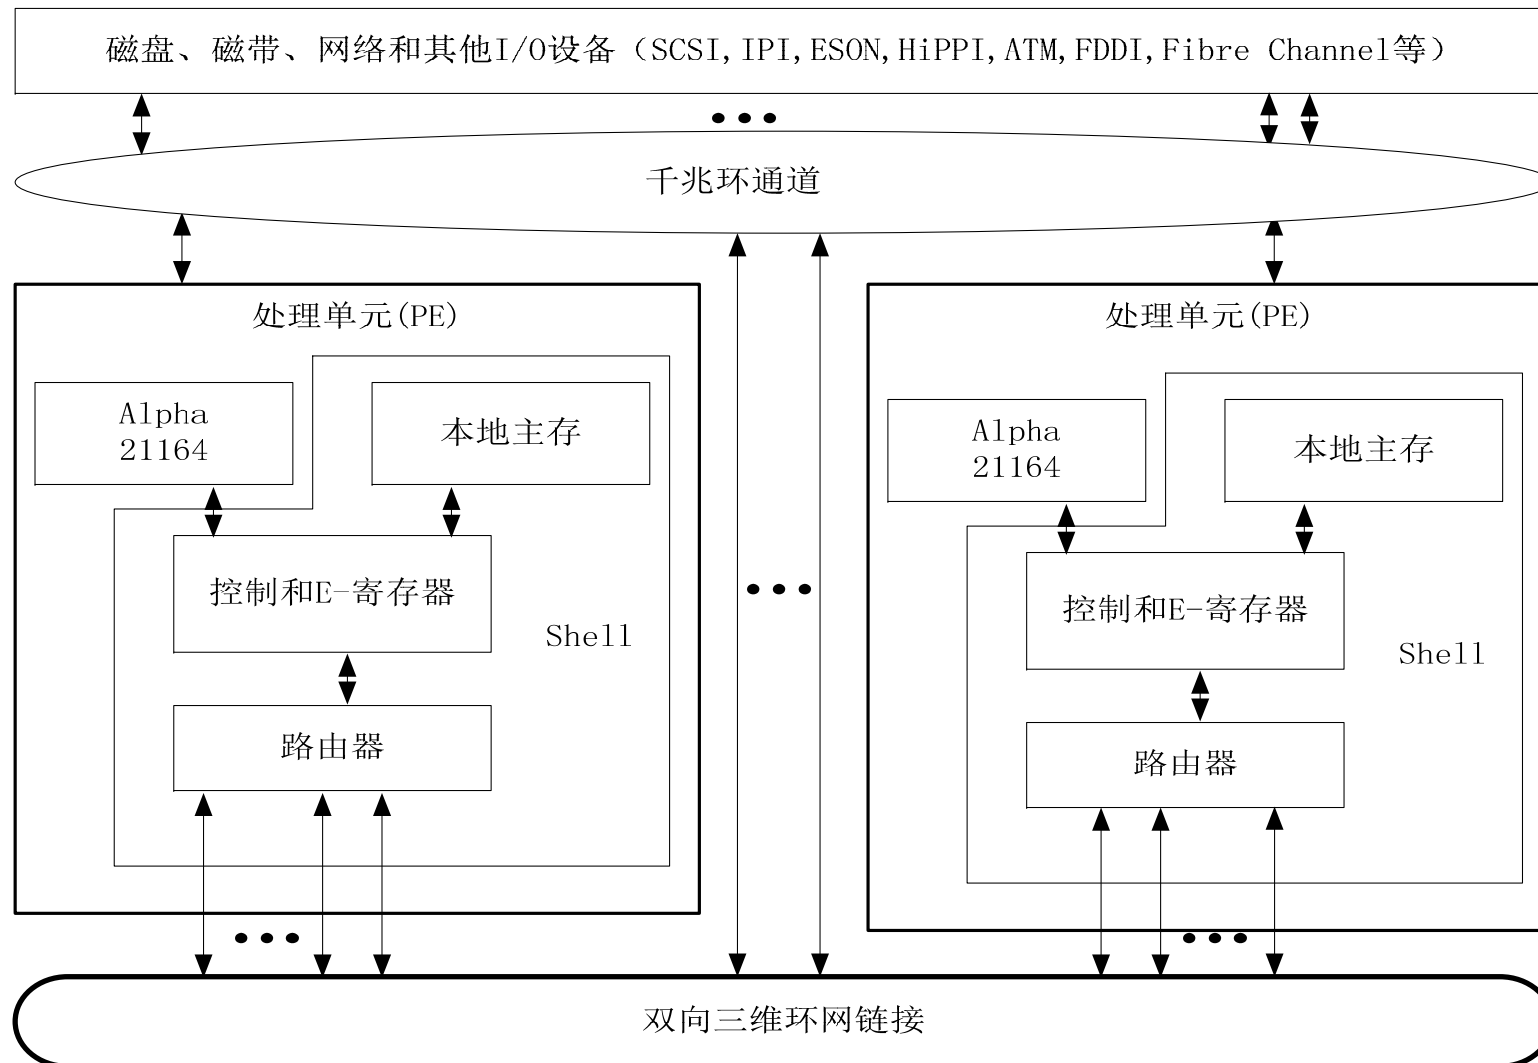 磁盘、磁带、网络和其他I/O设备（SCSI,IPI,ESON,HiPPI,ATM,FDDI,Fibre Channel等）
千兆环通道
处理单元(PE)
Alpha
21164
本地主存
控制和E-寄存器
Shell
路由器
处理单元(PE)
Alpha
21164
本地主存
控制和E-寄存器
Shell
路由器
双向三维环网链接